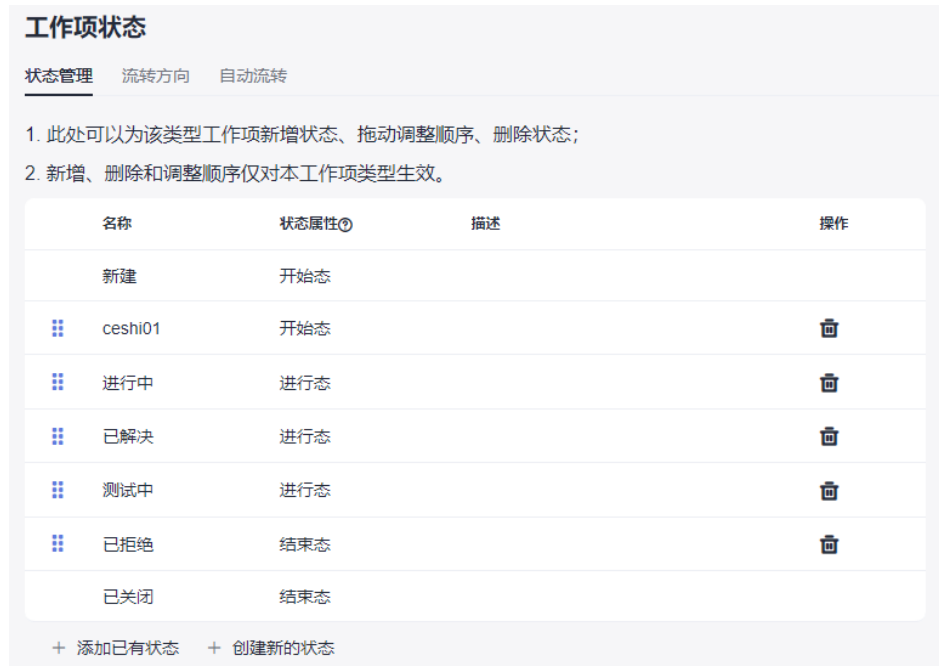 工作项状态
状态管理 流转方向 自动流转
1. 此处可以为该类型工作项新增状态、拖动调整顺序、删除状态；
2. 新增、删除和调整顺序仅对本工作项类型生效。
名称 状态属性 描述 操作
新建 开始态
ceshi01 开始态
进行中 进行态
已解决 进行态
测试中 进行态
已拒绝 结束态
已关闭 结束态
+ 添加已有状态 + 创建新的状态